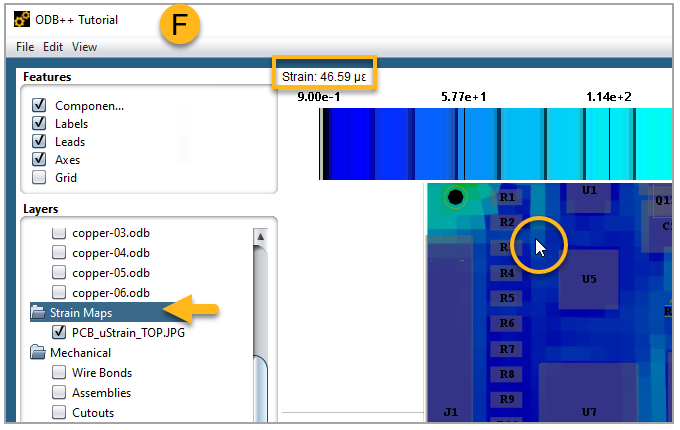 ODB++ Tutorial
F
File Edit View
Features
Strain: 46.59 µε
9.00e-1 5.77e+1 1.14e+2
Componen...
Labels
Leads
Axes
Grid
Layers
copper-03.odb
copper-04.odb
copper-05.odb
copper-06.odb
Strain Maps
PCB_uStrain_TOP.JPG
Mechanical
Wire Bonds
Assemblies
Cutouts
R1
U1
R2
R4
U5
R5
R6
R7
R8
R9
J1
U7